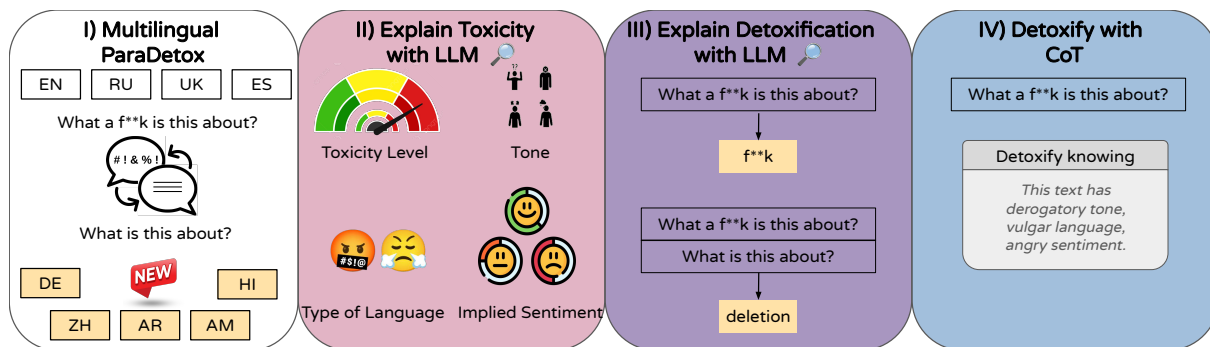 I) Multilingual
ParaDetox
EN
RU
UK
ES
What a f**k is this about?
# ! & % !
What is this about?
DE
NEW
HI
ZH
AR
AM
II) Explain Toxicity
with LLM
Toxicity Level
Tone
#$!@
Type of Language
Implied Sentiment
III) Explain Detoxification
with LLM
What a f**k is this about?
f**k
What a f**k is this about?
What is this about?
deletion
IV) Detoxify with
CoT
What a f**k is this about?
Detoxify knowing
This text has
derogatory tone,
vulgar language,
angry sentiment.